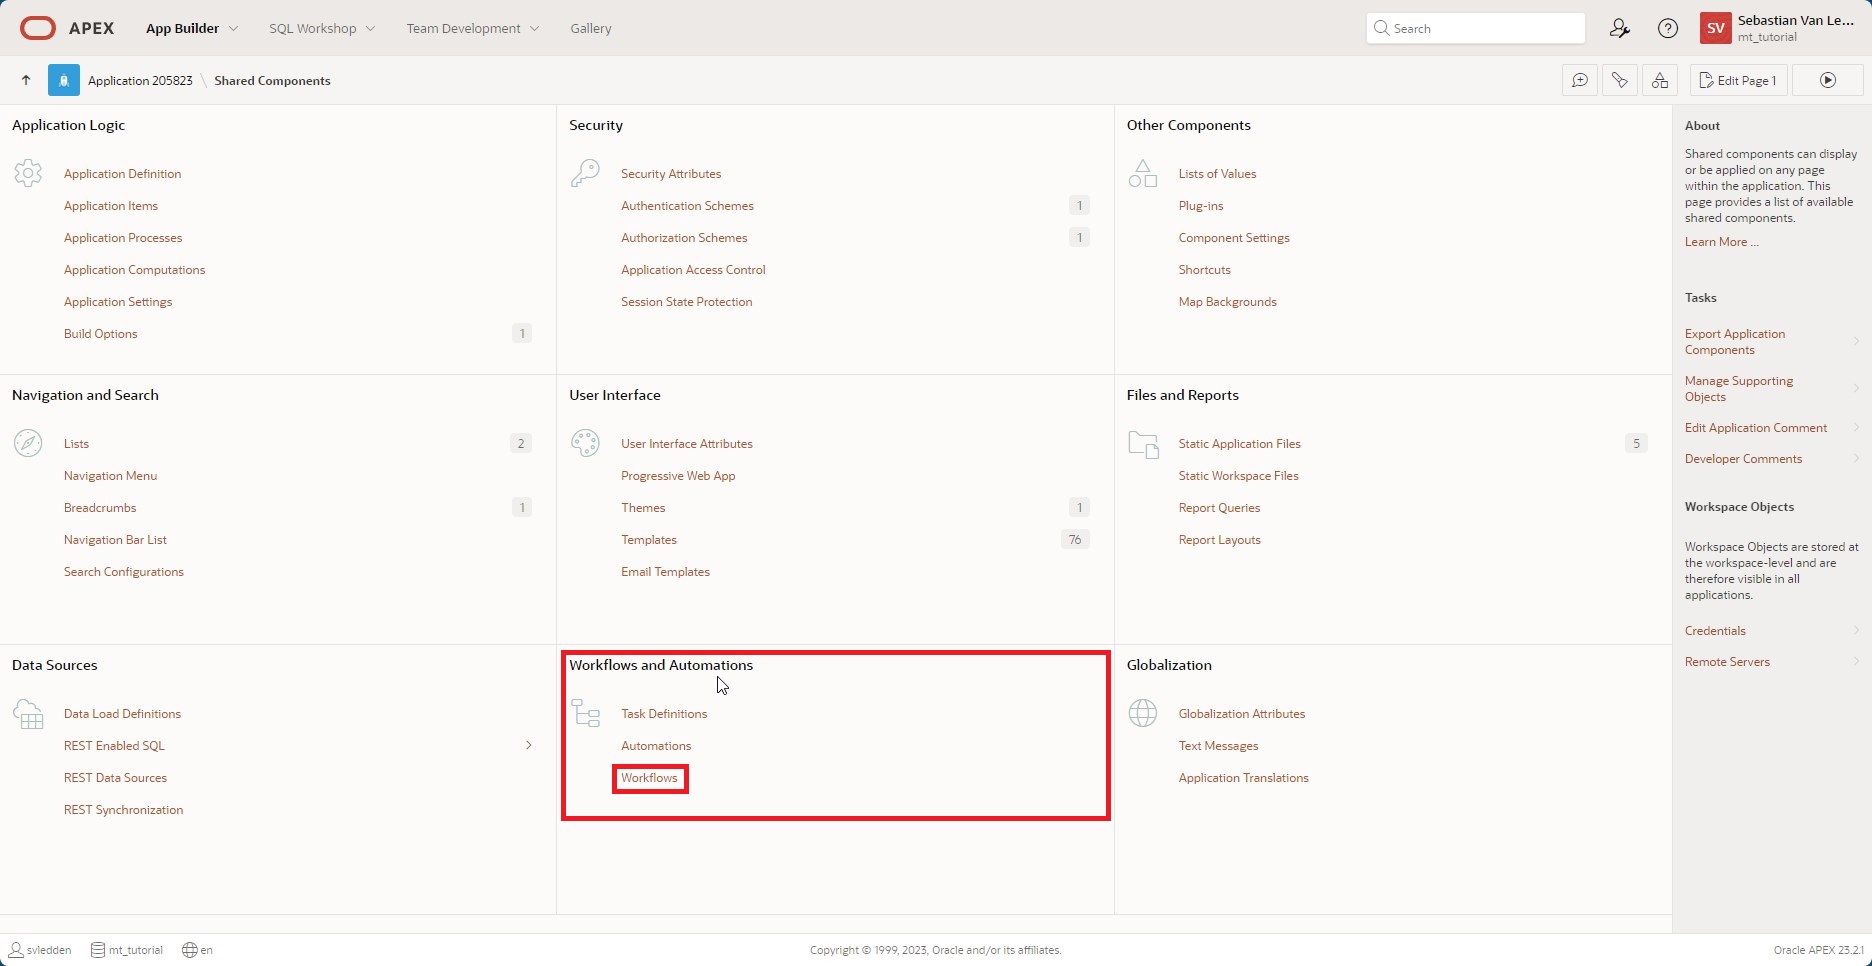 APEX
App Builder
SQL Workshop
Team Development
Gallery
Search
SV
Sebastian Van Le...
mt_tutorial
Application 205823 \ Shared Components
Edit Page 1
Application Logic
Application Definition
Application Items
Application Processes
Application Computations
Application Settings
Build Options 1
Security
Security Attributes
Authentication Schemes 1
Authorization Schemes 1
Application Access Control
Session State Protection
Other Components
Lists of Values
Plug-ins
Component Settings
Shortcuts
Map Backgrounds
Navigation and Search
Lists 2
Navigation Menu
Breadcrumbs 1
Navigation Bar List
Search Configurations
User Interface
User Interface Attributes
Progressive Web App
Themes 1
Templates 76
Email Templates
Files and Reports
Static Application Files 5
Static Workspace Files
Report Queries
Report Layouts
Data Sources
Data Load Definitions
REST Enabled SQL
REST Data Sources
REST Synchronization
Workflows and Automations
Task Definitions
Automations
Workflows
Globalization
Globalization Attributes
Text Messages
Application Translations
About
Shared components can display
or be applied on any page
within the application. This
page provides a list of available
shared components.
Learn More ...
Tasks
Export Application
Components
Manage Supporting
Objects
Edit Application Comment
Developer Comments
Workspace Objects
Workspace Objects are stored at
the workspace-level and are
therefore visible in all
applications.
Credentials
Remote Servers
svledden
mt_tutorial
en
Copyright © 1999, 2023, Oracle and/or its affiliates.
Oracle APEX 23.2.1